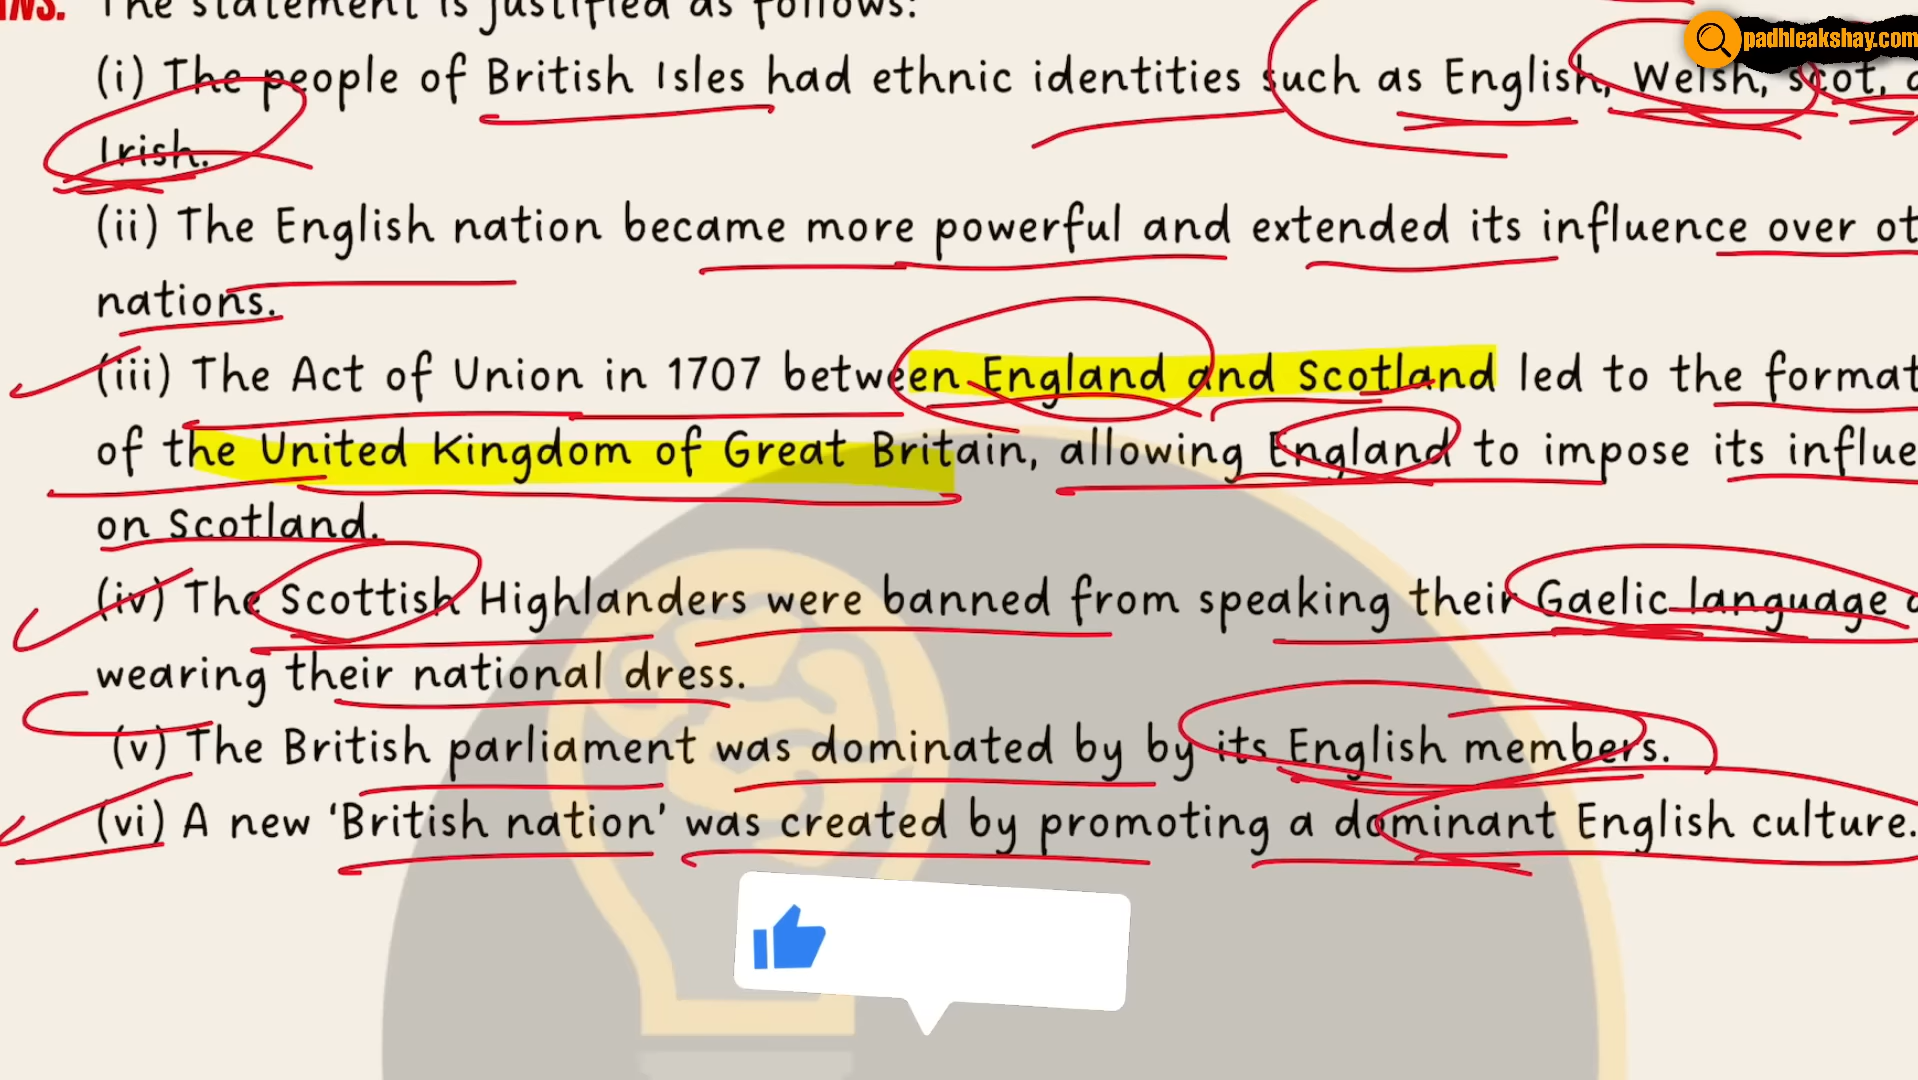 ANS. The statement is justified as follows:
padhleakshay.com
(i) The people of British Isles had ethnic identities such as English, Welsh, scot,
Irish.
(ii) The English nation became more powerful and extended its influence over ot
nations.
(iii) The Act of Union in 1707 between England and Scotland led to the format
of the United Kingdom of Great Britain, allowing England to impose its influe
on Scotland.
(iv) The Scottish Highlanders were banned from speaking their Gaelic language
wearing their national dress.
(v) The British parliament was dominated by by its English members.
(vi) A new ‘British nation’ was created by promoting a dominant English culture.